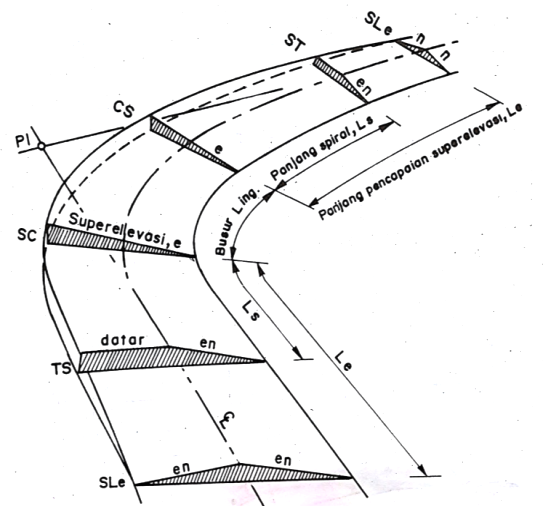 SLe
n
n
ST
en
CS
e
PI
Panjang spiral, Ls
Panjang pencapaian superelevasi, Le
Busur Ling.
SC
Superelevasi, e
Ls
Le
datar
en
TS
℄
en
en
SLe